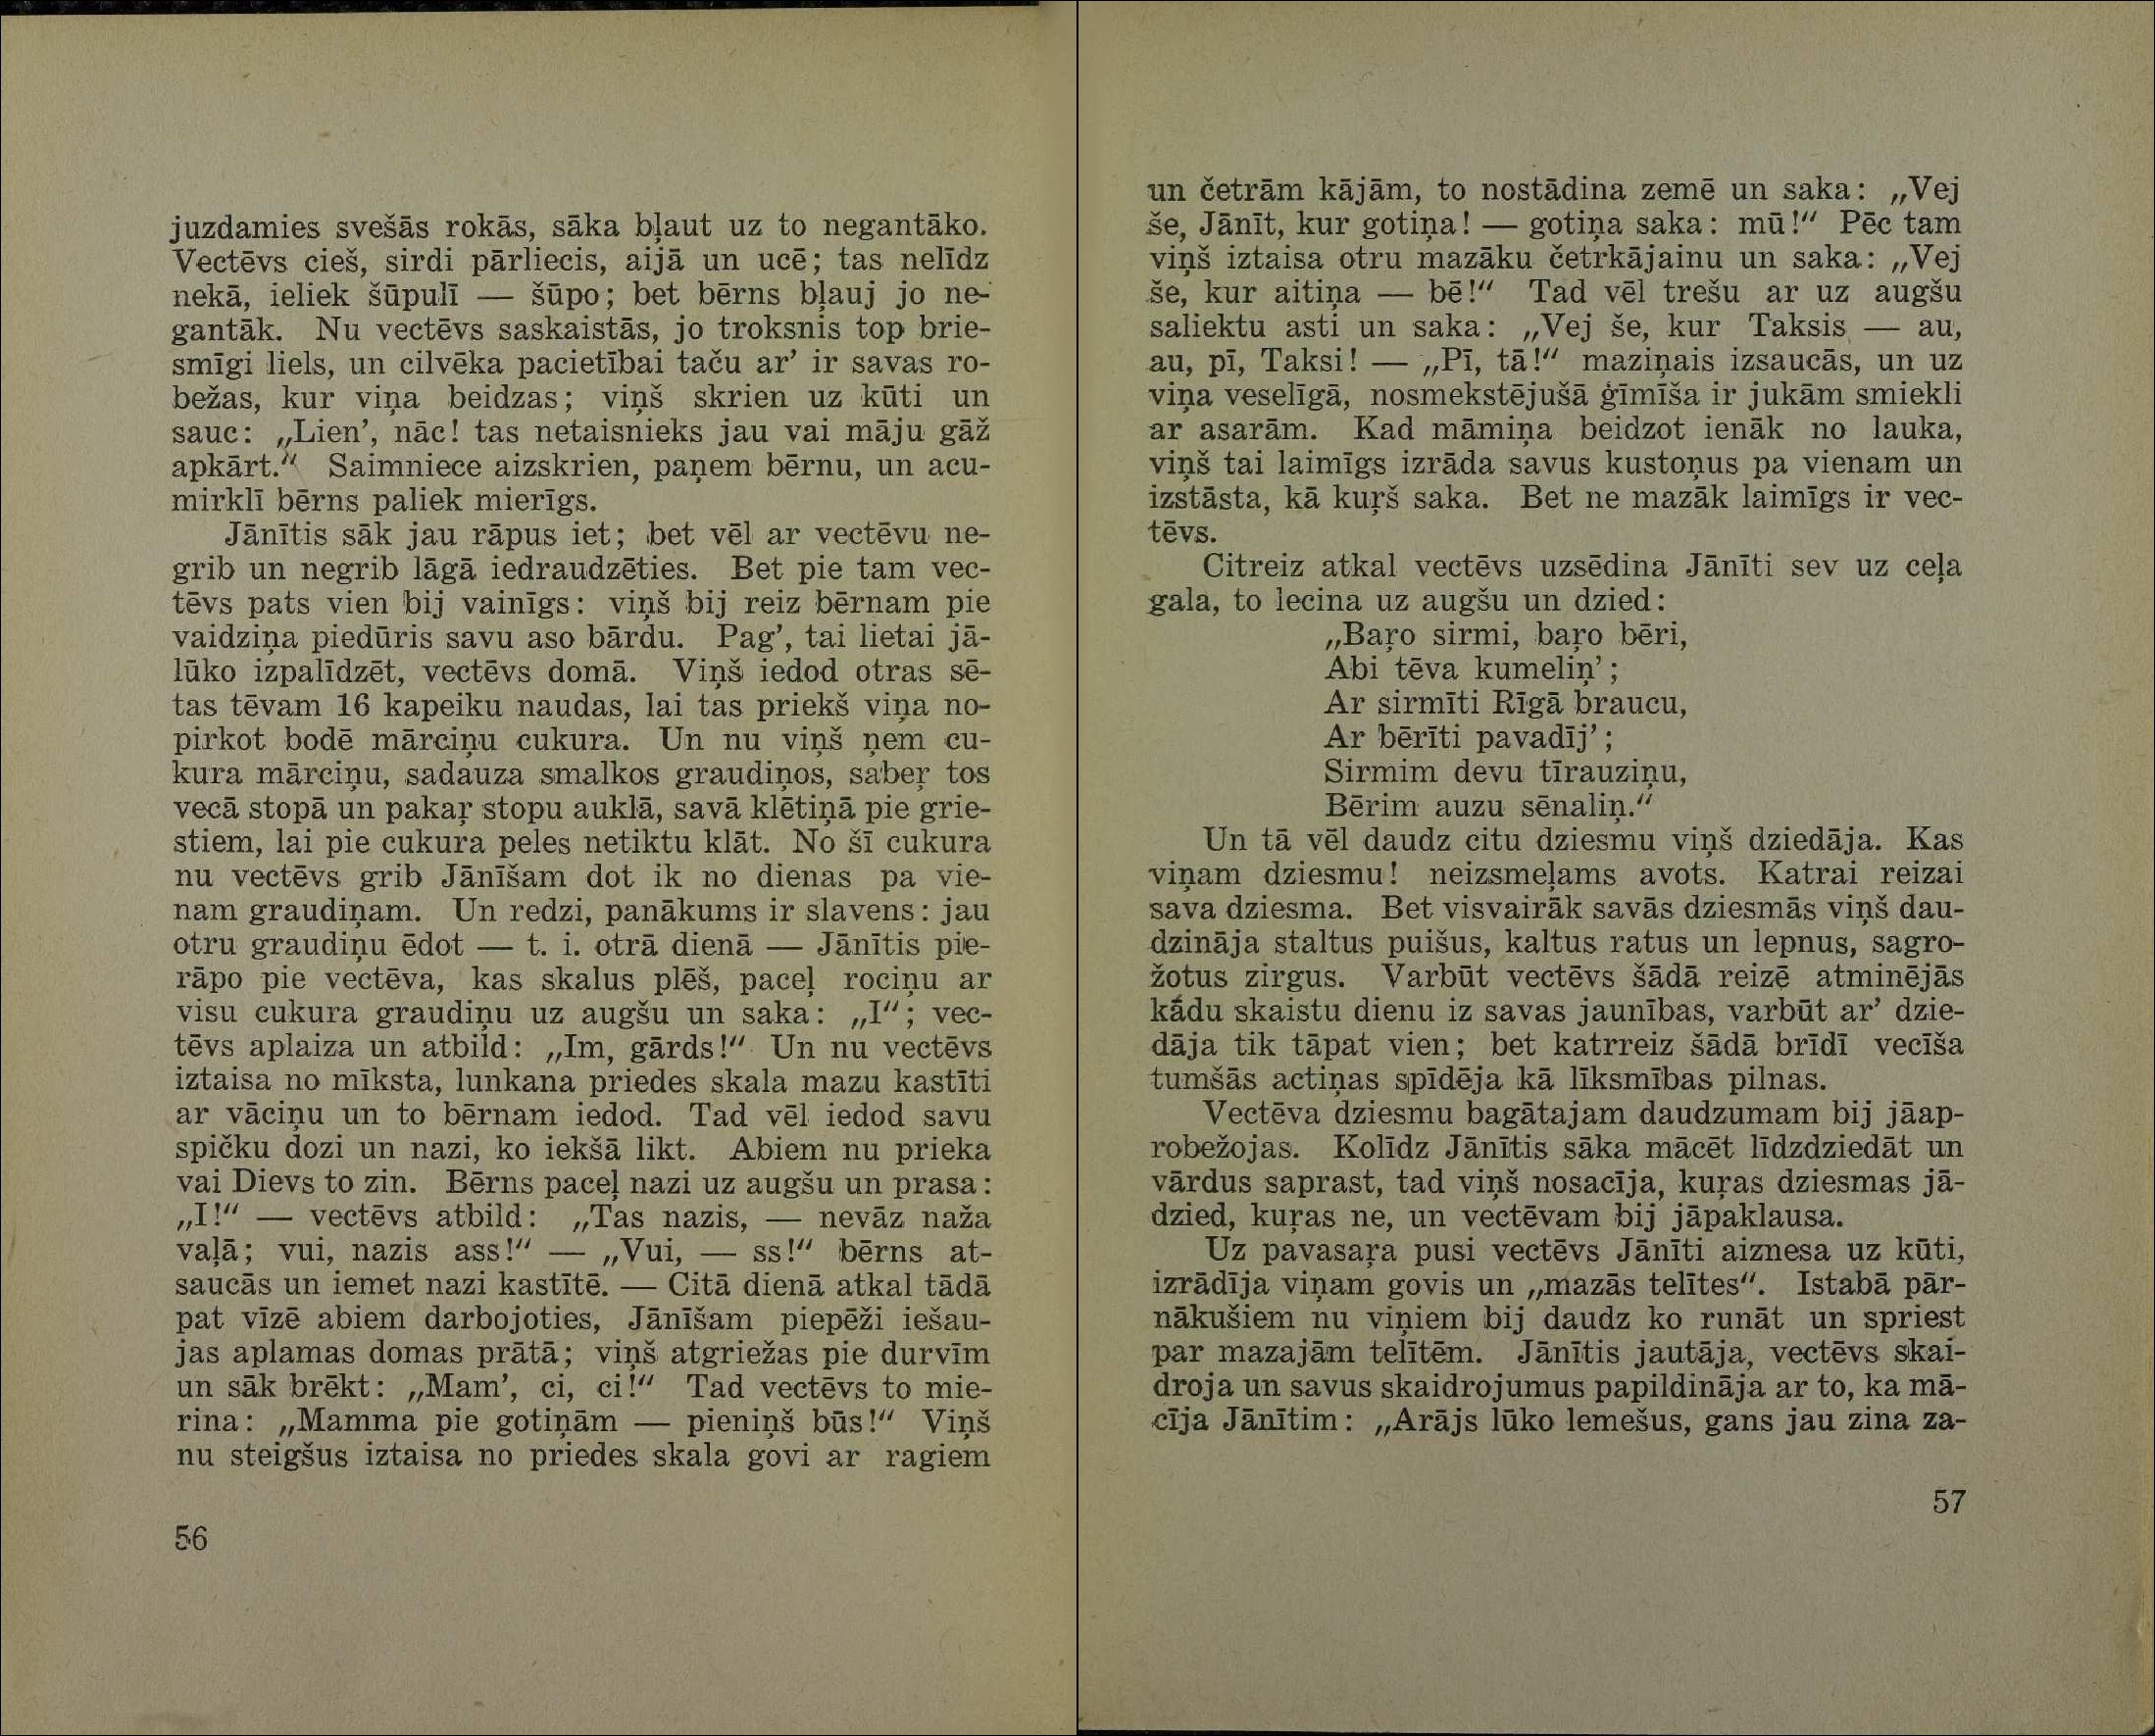 juzdamies svešās rokās, sāka bļaut uz to negantāko.
Vectēvs cieš, sirdi pārliecis, aijā un ucē; tas nelīdz
nekā, ieliek šūpulī — šūpo; bet bērns bļauj jo ne-
gantāk. Nu vectēvs saskaistās, jo troksnis top brie-
smīgi liels, un cilvēka pacietībai taču ar’ ir savas ro-
bežas, kur viņa beidzas; viņš skrien uz kūti un
sauc: „Lien’, nāc! tas netaisnieks jau vai māju gāž
apkārt.“ Saimniece aizskrien, paņem bērnu, un acu-
mirklī bērns paliek mierīgs.
Jānītis sāk jau rāpus iet; bet vēl ar vectēvu ne-
grib un negrib lāgā iedraudzēties. Bet pie tam vec-
tēvs pats vien bij vainīgs: viņš bij reiz bērnam pie
vaidziņa piedūris savu aso bārdu. Pag’, tai lietai jā-
lūko izpalīdzēt, vectēvs domā. Viņš iedod otras sē-
tas tēvam 16 kapeiku naudas, lai tas priekš viņa no-
pirkot bodē mārciņu cukura. Un nu viņš ņem cu-
kura mārciņu, sadauza smalkos graudiņos, saber̦ tos
vecā stopā un pakar̦ stopu auklā, savā klētiņā pie grie-
stiem, lai pie cukura peles netiktu klāt. No šī cukura
nu vectēvs grib Jānīšam dot ik no dienas pa vie-
nam graudiņam. Un redzi, panākums ir slavens: jau
otru graudiņu ēdot — t. i. otrā dienā — Jānītis pie-
rāpo pie vectēva, kas skalus plēš, paceļ rociņu ar
visu cukura graudiņu uz augšu un saka: „I“; vec-
tēvs aplaiza un atbild: „Im, gārds!“ Un nu vectēvs
iztaisa no mīksta, lunkana priedes skala mazu kastīti
ar vāciņu un to bērnam iedod. Tad vēl iedod savu
spičku dozi un nazi, ko iekšā likt. Abiem nu prieka
vai Dievs to zin. Bērns paceļ nazi uz augšu un prasa:
„I!“ — vectēvs atbild: „Tas nazis, — nevāz naža
vaļā; vui, nazis ass!“ — „Vui, — ss!“ bērns at-
saucās un iemet nazi kastītē. — Citā dienā atkal tādā
pat vīzē abiem darbojoties, Jānīšam piepēži iešau-
jas aplamas domas prātā; viņš atgriežas pie durvīm
un sāk brēkt: „Mam’, ci, ci!“ Tad vectēvs to mie-
rina: „Mamma pie gotiņām — pieniņš būs!“ Viņš
nu steigšus iztaisa no priedes skala govi ar ragiem
56
un četrām kājām, to nostādina zemē un saka: „Vej
še, Jānīt, kur gotiņa! — gotiņa saka: mū!“ Pēc tam
viņš iztaisa otru mazāku četrkājainu un saka: „Vej
še, kur aitiņa — bē!“ Tad vēl trešu ar uz augšu
saliektu asti un saka: „Vej še, kur Taksis — au,
au, pī, Taksi! — „Pī, tā!“ maziņais izsaucās, un uz
viņa veselīgā, nosmekstējušā ģīmīša ir jukām smiekli
ar asarām. Kad māmiņa beidzot ienāk no lauka,
viņš tai laimīgs izrāda savus kustoņus pa vienam un
izstāsta, kā kur̦š saka. Bet ne mazāk laimīgs ir vec-
tēvs.
Citreiz atkal vectēvs uzsēdina Jānīti sev uz ceļa
gala, to lecina uz augšu un dzied:
„Bar̦o sirmi, bar̦o bēri,
Abi tēva kumeliņ’;
Ar sirmīti Rīgā braucu,
Ar bērīti pavadīj’;
Sirmim devu tīrauziņu,
Bērim auzu sēnaliņ.“
Un tā vēl daudz citu dziesmu viņš dziedāja. Kas
viņam dziesmu! neizsmeļams avots. Katrai reizai
sava dziesma. Bet visvairāk savās dziesmās viņš dau-
dzināja staltus puišus, kaltus ratus un lepnus, sagro-
žotus zirgus. Varbūt vectēvs šādā reizē atminējās
kādu skaistu dienu iz savas jaunības, varbūt ar’ dzie-
dāja tik tāpat vien; bet katrreiz šādā brīdī vecīša
tumšās actiņas spīdēja kā līksmības pilnas.
Vectēva dziesmu bagātajam daudzumam bij jāap-
robežojas. Kolīdz Jānītis sāka mācēt līdzdziedāt un
vārdus saprast, tad viņš nosacīja, kur̦as dziesmas jā-
dzied, kur̦as ne, un vectēvam bij jāpaklausa.
Uz pavasar̦a pusi vectēvs Jānīti aiznesa uz kūti,
izrādīja viņam govis un „mazās telītes“. Istabā pār-
nākušiem nu viņiem bij daudz ko runāt un spriest
par mazajām telītēm. Jānītis jautāja, vectēvs skai-
droja un savus skaidrojumus papildināja ar to, ka mā-
cīja Jānītim: „Arājs lūko lemešus, gans jau zina za-
57